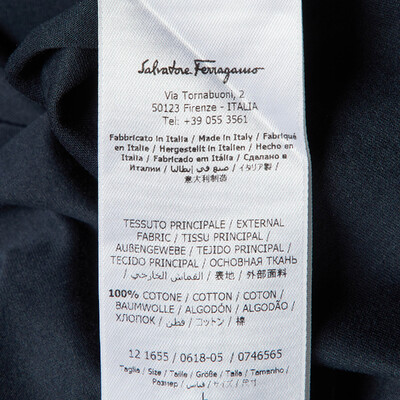 Salvatore Ferragamo
Via Tornabuoni, 2
50123 Firenze - ITALIA
Tel: +39 055 3561
Fabbricato in Italia / Made in Italy / Fabriqué
en Italie / Hergestellt in Italien / Hecho en
Italia / Fabricado em Itália / Сделано в
Италии / صنع في إيطاليا / イタリア製 /
意大利制造
TESSUTO PRINCIPALE / EXTERNAL
FABRIC / TISSU PRINCIPAL /
AUßENGEWEBE / TEJIDO PRINCIPAL /
TECIDO PRINCIPAL / ОСНОВНАЯ ТКАНЬ
/ القماش الخارجي / 表地 / 外部面料
100% COTONE / COTTON / COTON /
BAUMWOLLE / ALGODÓN / ALGODÃO /
ХЛОПОК / قطن / コットン / 棉
12 1655 / 0618-05 / 0746565
Taglia / Size / Taille / Größe / Talla / Tamanho /
Размер / قياس / サイズ / 尺寸
L